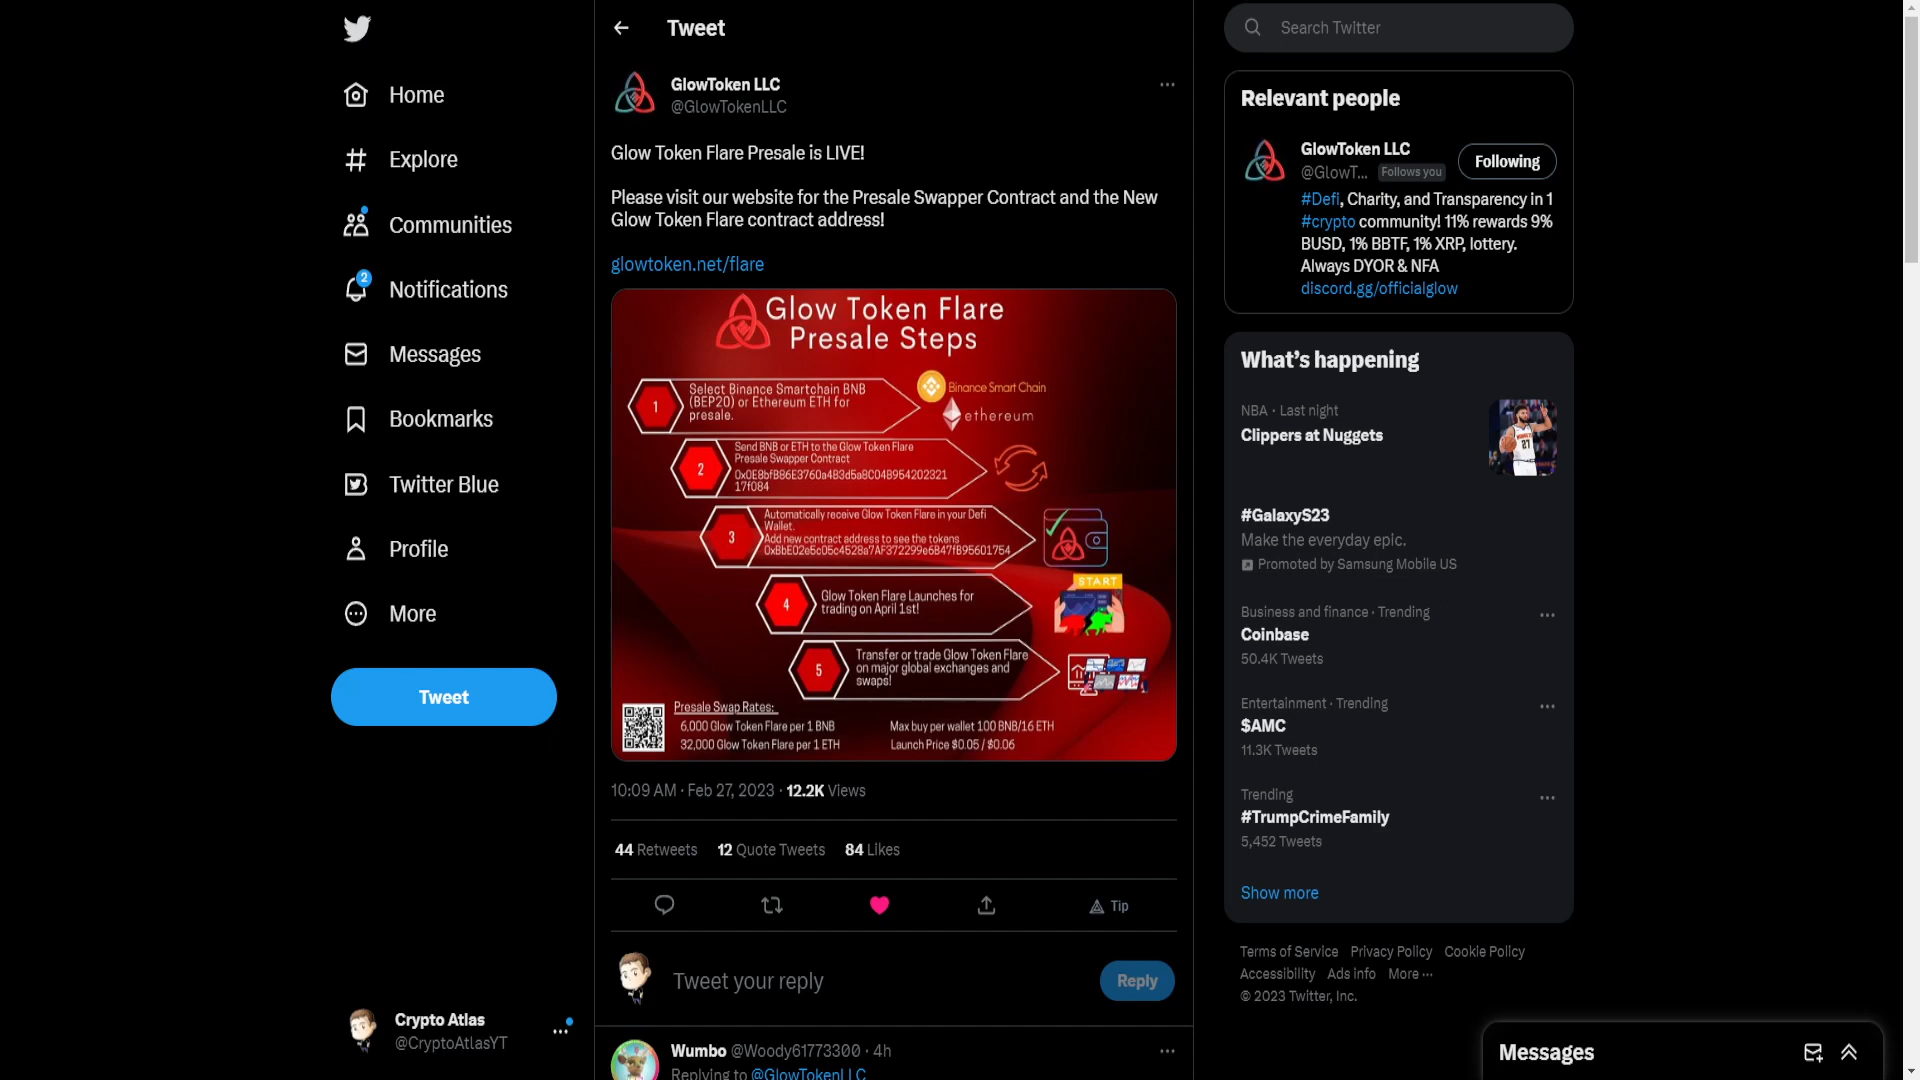 Home
Explore
Communities
2
Notifications
Messages
Bookmarks
Twitter Blue
Profile
More
Tweet
Crypto Atlas
@CryptoAtlasYT
Tweet
GlowToken LLC
@GlowTokenLLC
Glow Token Flare Presale is LIVE!
Please visit our website for the Presale Swapper Contract and the New
Glow Token Flare contract address!
glowtoken.net/flare
Glow Token Flare
Presale Steps
1
Select Binance Smartchain BNB
(BEP20) or Ethereum ETH for
presale.
Binance Smart Chain
ethereum
2
Send BNB or ETH to the Glow Token Flare
Presale Swapper Contract
0x0E8bfB86E3760a4B3d5a8C04B954202321
17f084
3
Automatically receive Glow Token Flare in your Defi
Wallet.
Add new contract address to see the tokens
0xBbE02e5c05c4528a7AF372299e6B47fB95601754
4
Glow Token Flare Launches for
trading on April 1st!
START
5
Transfer or trade Glow Token Flare
on major global exchanges and
swaps!
Presale Swap Rates:
6,000 Glow Token Flare per 1 BNB
32,000 Glow Token Flare per 1 ETH
Max buy per wallet 100 BNB/16 ETH
Launch Price $0.05 / $0.06
10:09 AM · Feb 27, 2023 · 12.2K Views
44 Retweets 12 Quote Tweets 84 Likes
Tip
Tweet your reply
Reply
Wumbo @Woody61773300 · 4h
Replying to @GlowTokenLLC
Search Twitter
Relevant people
GlowToken LLC
@GlowT... Follows you
Following
#Defi, Charity, and Transparency in 1
#crypto community! 11% rewards 9%
BUSD, 1% BBTF, 1% XRP, lottery.
Always DYOR & NFA
discord.gg/officialglow
What's happening
NBA · Last night
Clippers at Nuggets
27
#GalaxyS23
Make the everyday epic.
Promoted by Samsung Mobile US
Business and finance · Trending
Coinbase
50.4K Tweets
Entertainment · Trending
$AMC
11.3K Tweets
Trending
#TrumpCrimeFamily
5,452 Tweets
Show more
Terms of Service Privacy Policy Cookie Policy
Accessibility Ads info More ···
© 2023 Twitter, Inc.
Messages